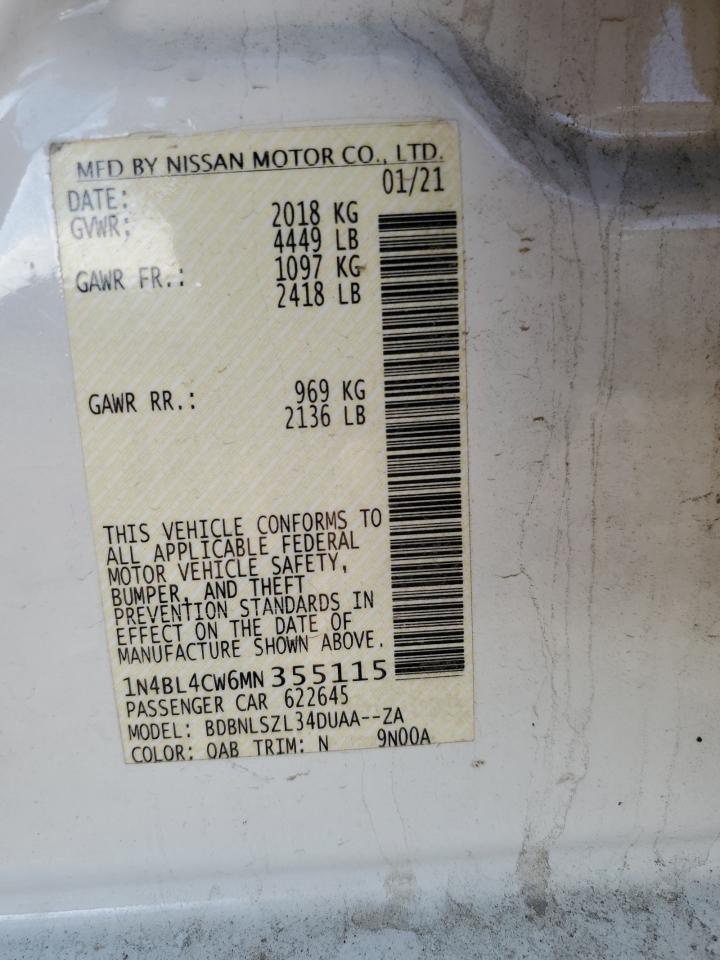 MFD BY NISSAN MOTOR CO., LTD.
DATE: 01/21
GVWR: 2018 KG
4449 LB
GAWR FR.: 1097 KG
2418 LB
GAWR RR.: 969 KG
2136 LB
THIS VEHICLE CONFORMS TO
ALL APPLICABLE FEDERAL
MOTOR VEHICLE SAFETY,
BUMPER, AND THEFT
PREVENTION STANDARDS IN
EFFECT ON THE DATE OF
MANUFACTURE SHOWN ABOVE.
1N4BL4CW6MN355115
PASSENGER CAR 622645
MODEL: BDBNLSZL34DUAA--ZA
COLOR: QAB TRIM: N 9N00A